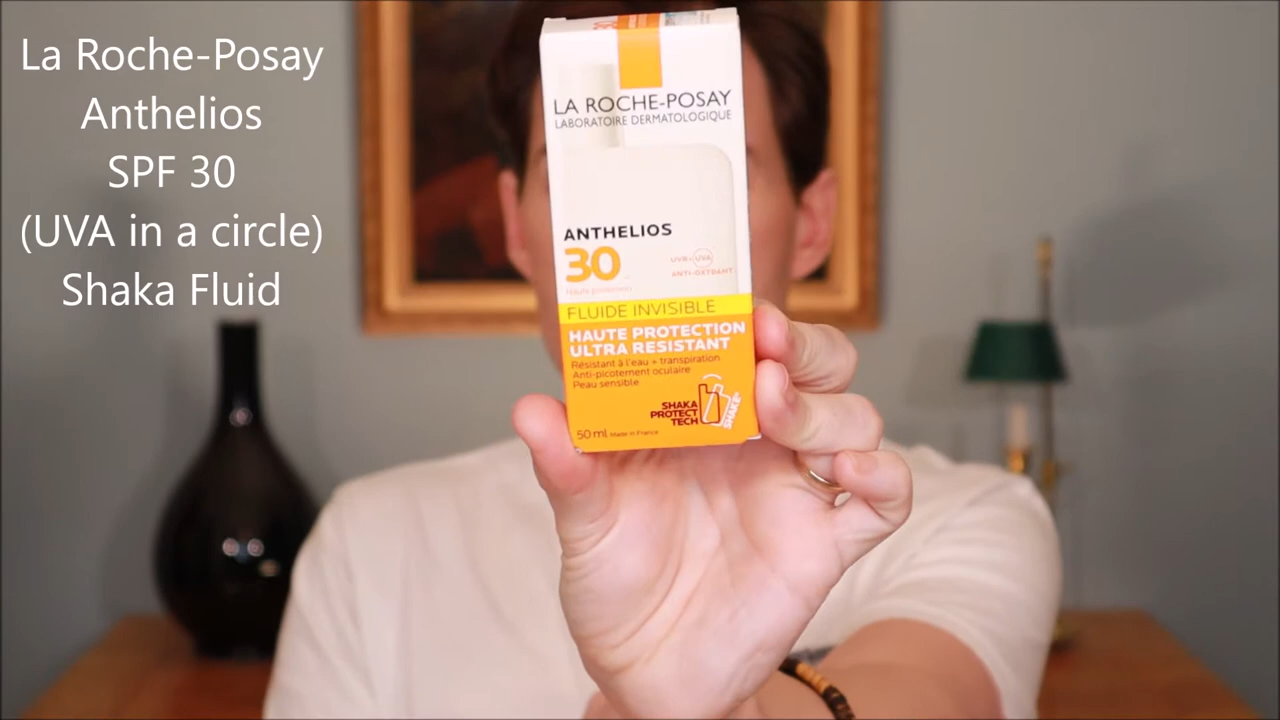 La Roche-Posay
Anthelios
SPF 30
(UVA in a circle)
Shaka Fluid
LA ROCHE-POSAY
LABORATOIRE DERMATOLOGIQUE
ANTHELIOS
30
UVB+UVA
ANTI-OXYDANT
Haute protection
FLUIDE INVISIBLE
HAUTE PROTECTION
ULTRA RESISTANT
Résistant à l'eau + transpiration
Anti-picotement oculaire
Peau sensible
SHAKA
PROTECT
TECH
SHAKE
50 ml Made in France